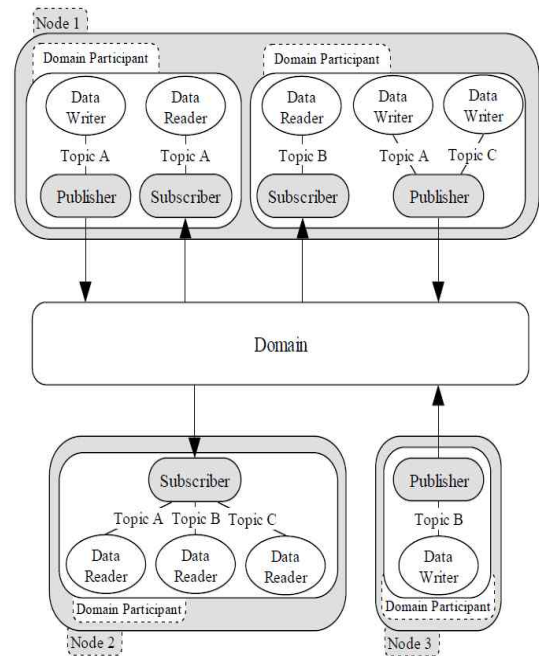 Node 1
Domain Participant
Domain Participant
Data
Writer
Data
Reader
Data
Reader
Data
Writer
Data
Writer
Topic A
Topic A
Topic B
Topic A
Topic C
Publisher
Subscriber
Subscriber
Publisher
Domain
Subscriber
Topic A
Topic B
Topic C
Data
Reader
Data
Reader
Data
Reader
Domain Participant
Node 2
Publisher
Topic B
Data
Writer
Domain Participant
Node 3